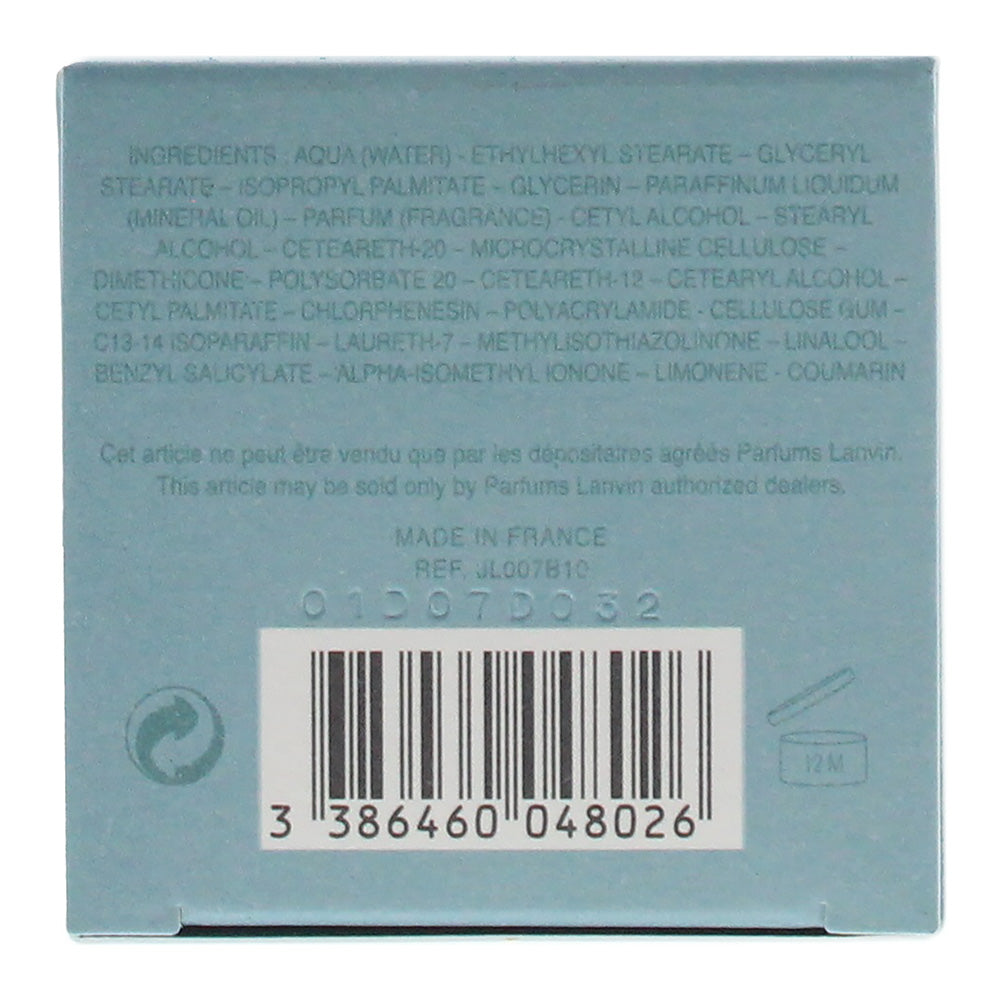 INGREDIENTS : AQUA (WATER) - ETHYLHEXYL STEARATE – GLYCERYL
STEARATE – ISOPROPYL PALMITATE – GLYCERIN – PARAFFINUM LIQUIDUM
(MINERAL OIL) – PARFUM (FRAGRANCE) - CETYL ALCOHOL – STEARYL
ALCOHOL – CETEARETH-20 – MICROCRYSTALLINE CELLULOSE –
DIMETHICONE – POLYSORBATE 20 – CETEARETH-12 – CETEARYL ALCOHOL –
CETYL PALMITATE – CHLORPHENESIN – POLYACRYLAMIDE - CELLULOSE GUM –
C13-14 ISOPARAFFIN – LAURETH-7 – METHYLISOTHIAZOLINONE – LINALOOL –
BENZYL SALICYLATE – ALPHA-ISOMETHYL IONONE – LIMONENE - COUMARIN
Cet article ne peut être vendu que par les dépositaires agréés Parfums Lanvin.
This article may be sold only by Parfums Lanvin authorized dealers.
MADE IN FRANCE
REF. JL007B10
01D07D032
12M
3 386460 048026